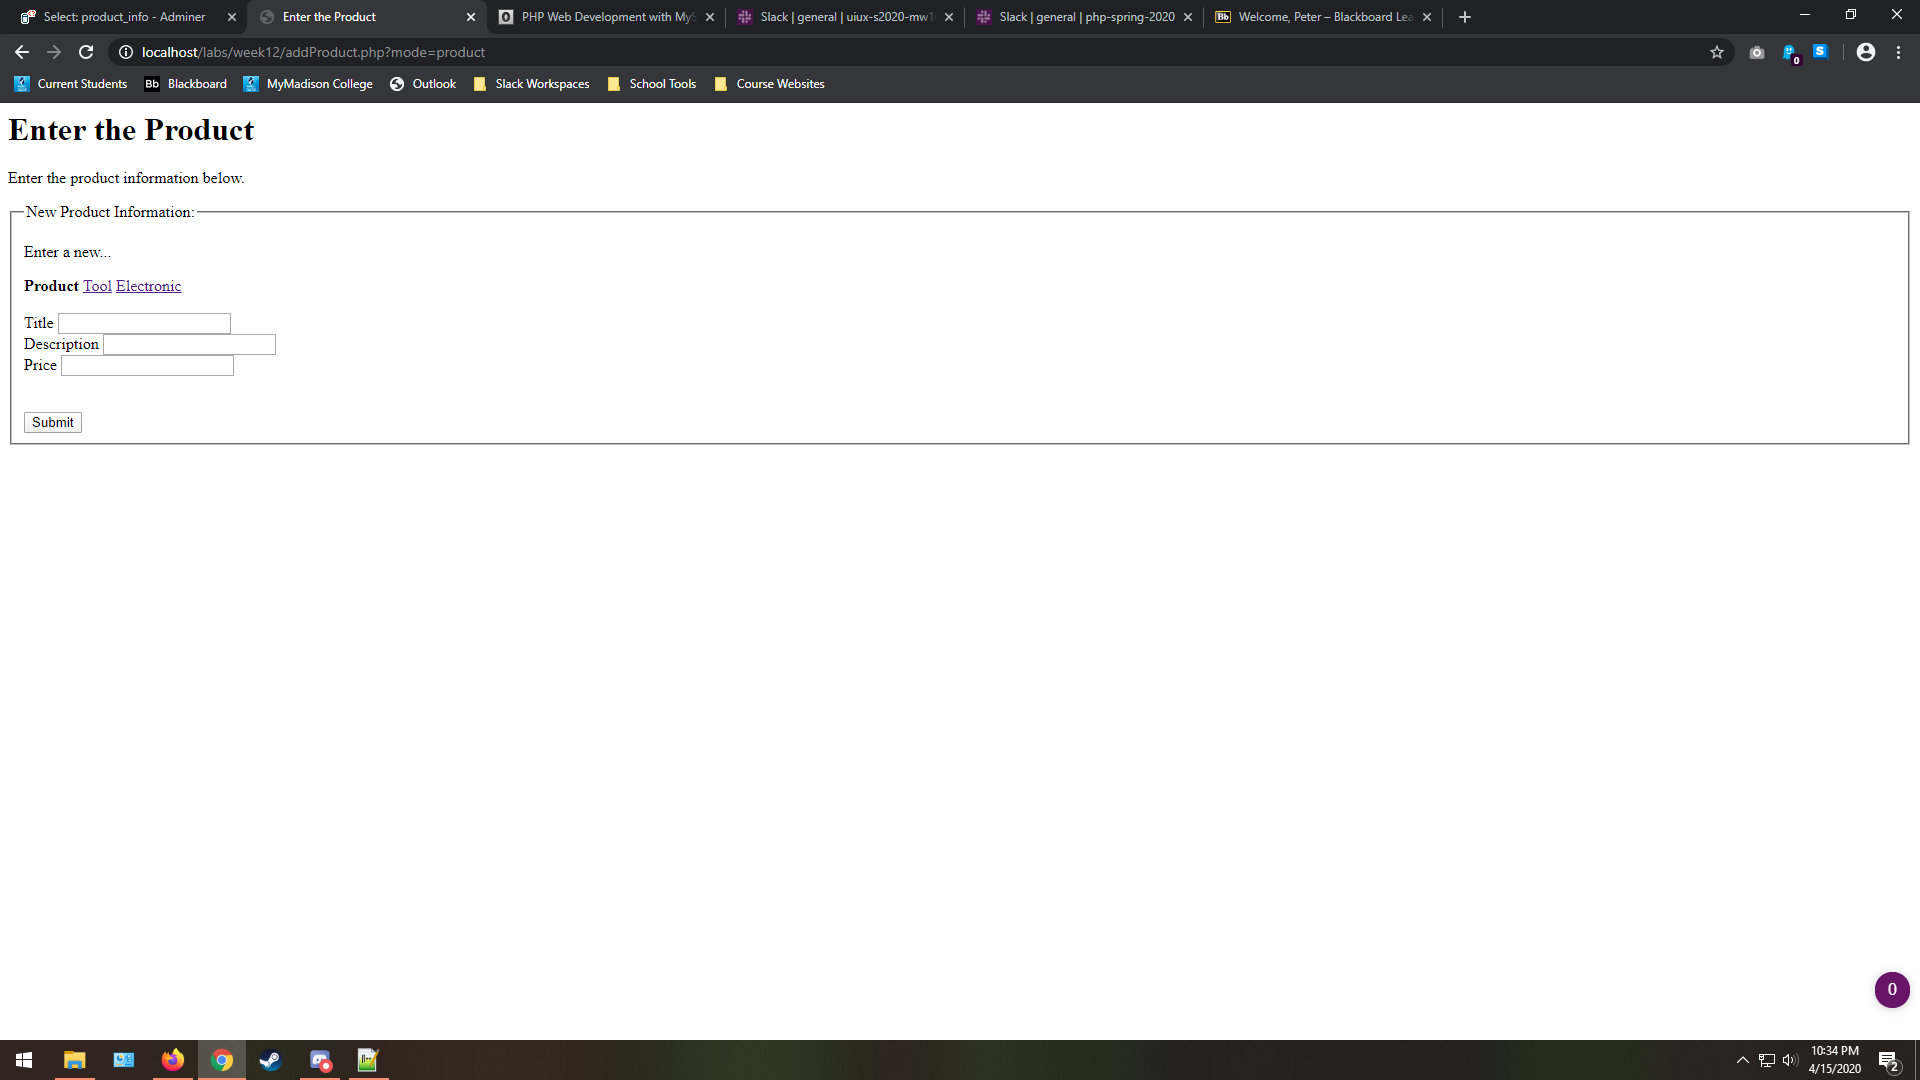 Select: product_info - Adminer
Enter the Product
PHP Web Development with MyS
Slack | general | uiux-s2020-mw1
Slack | general | php-spring-2020
Bb Welcome, Peter – Blackboard Lea
localhost/labs/week12/addProduct.php?mode=product
0
S
Current Students
Bb Blackboard
MyMadison College
Outlook
Slack Workspaces
School Tools
Course Websites
Enter the Product
Enter the product information below.
New Product Information:
Enter a new...
Product Tool Electronic
Title
Description
Price
Submit
0
10:34 PM
4/15/2020
2